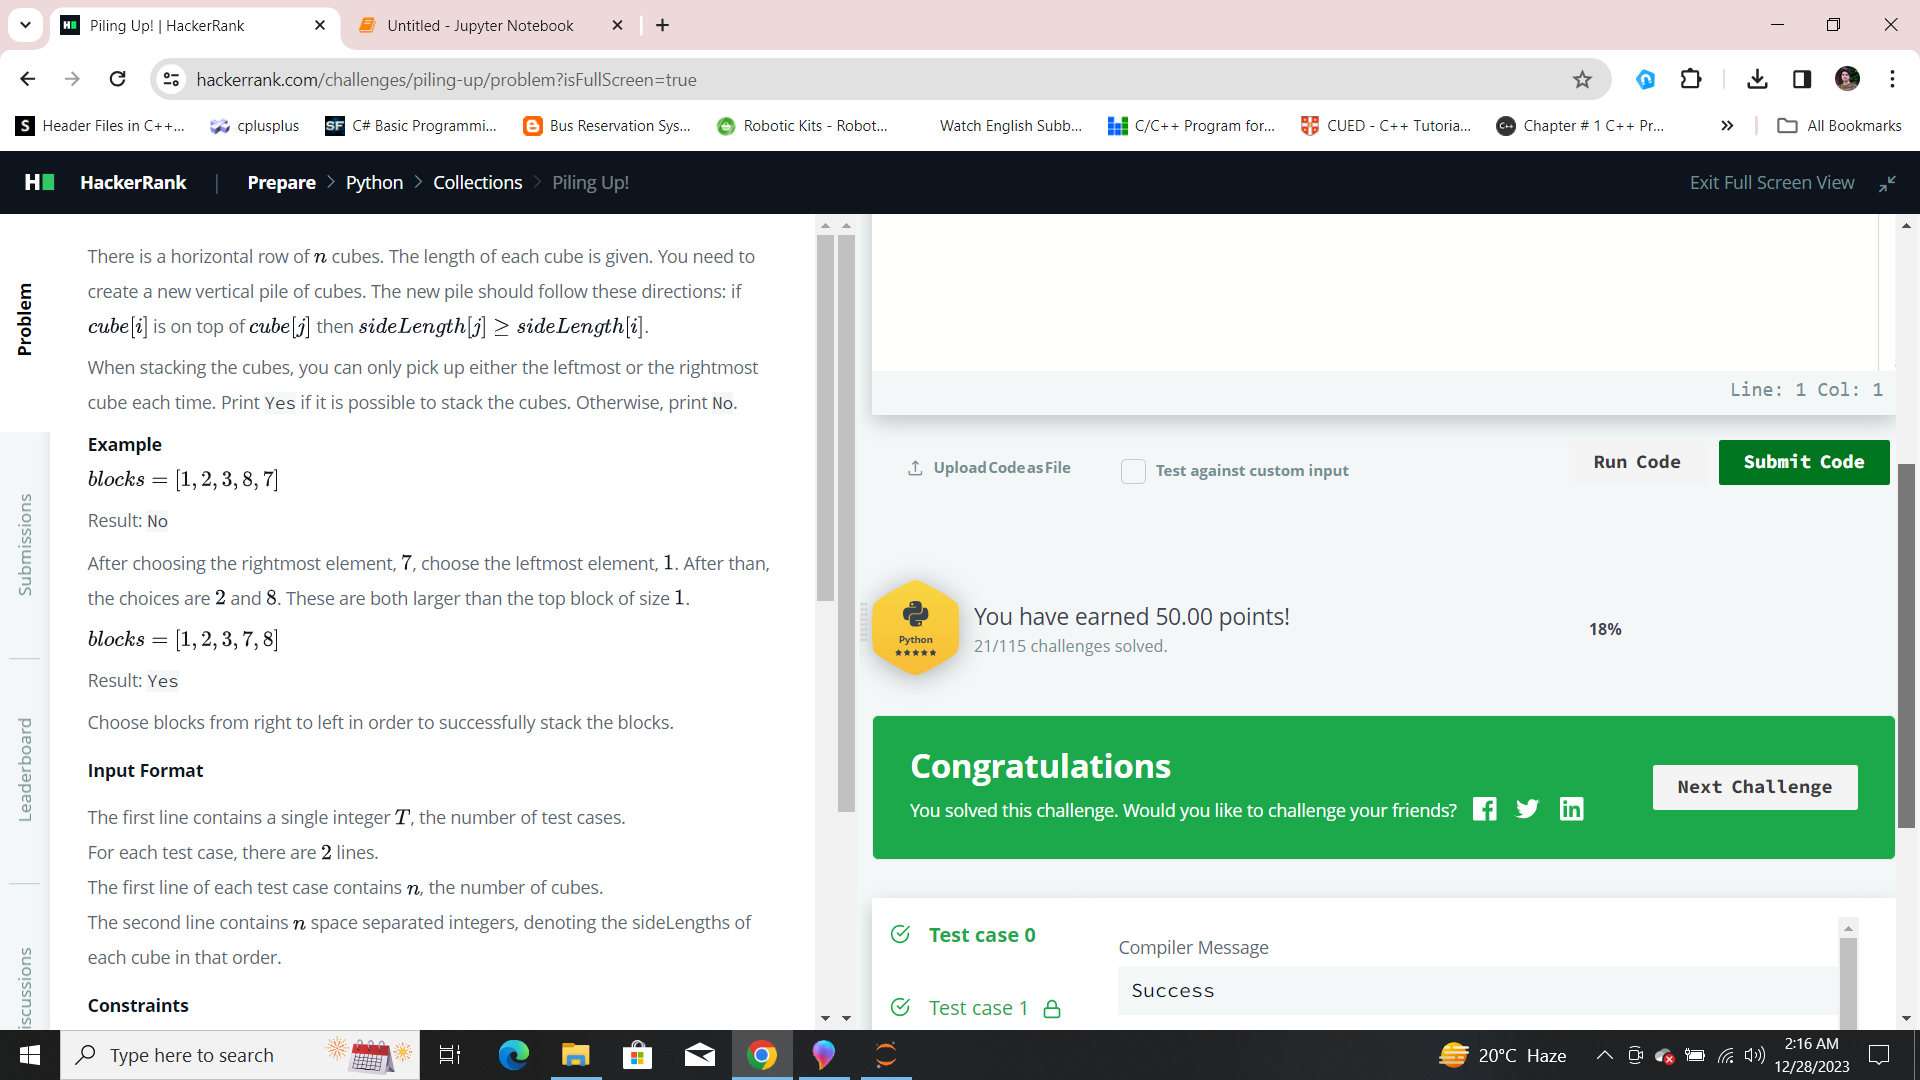 Piling Up! | HackerRank
Untitled - Jupyter Notebook
hackerrank.com/challenges/piling-up/problem?isFullScreen=true
S Header Files in C++...
cplusplus
SF C# Basic Programmi...
Bus Reservation Sys...
Robotic Kits - Robot...
Watch English Subb...
C/C++ Program for...
CUED - C++ Tutoria...
C++ Chapter # 1 C++ Pr...
»
All Bookmarks
H HackerRank | Prepare > Python > Collections > Piling Up!
Exit Full Screen View
Problem
Submissions
Leaderboard
iscussions
There is a horizontal row of n cubes. The length of each cube is given. You need to
create a new vertical pile of cubes. The new pile should follow these directions: if
cube[i] is on top of cube[j] then sideLength[j] ≥ sideLength[i].
When stacking the cubes, you can only pick up either the leftmost or the rightmost
cube each time. Print Yes if it is possible to stack the cubes. Otherwise, print No.
Example
blocks = [1, 2, 3, 8, 7]
Result: No
After choosing the rightmost element, 7, choose the leftmost element, 1. After than,
the choices are 2 and 8. These are both larger than the top block of size 1.
blocks = [1, 2, 3, 7, 8]
Result: Yes
Choose blocks from right to left in order to successfully stack the blocks.
Input Format
The first line contains a single integer T, the number of test cases.
For each test case, there are 2 lines.
The first line of each test case contains n, the number of cubes.
The second line contains n space separated integers, denoting the sideLengths of
each cube in that order.
Constraints
Line: 1 Col: 1
Upload Code as File
Test against custom input
Run Code
Submit Code
Python
You have earned 50.00 points!
21/115 challenges solved.
18%
Congratulations
You solved this challenge. Would you like to challenge your friends?
Next Challenge
Test case 0
Test case 1
Compiler Message
Success
Type here to search
20°C Haze
2:16 AM
12/28/2023